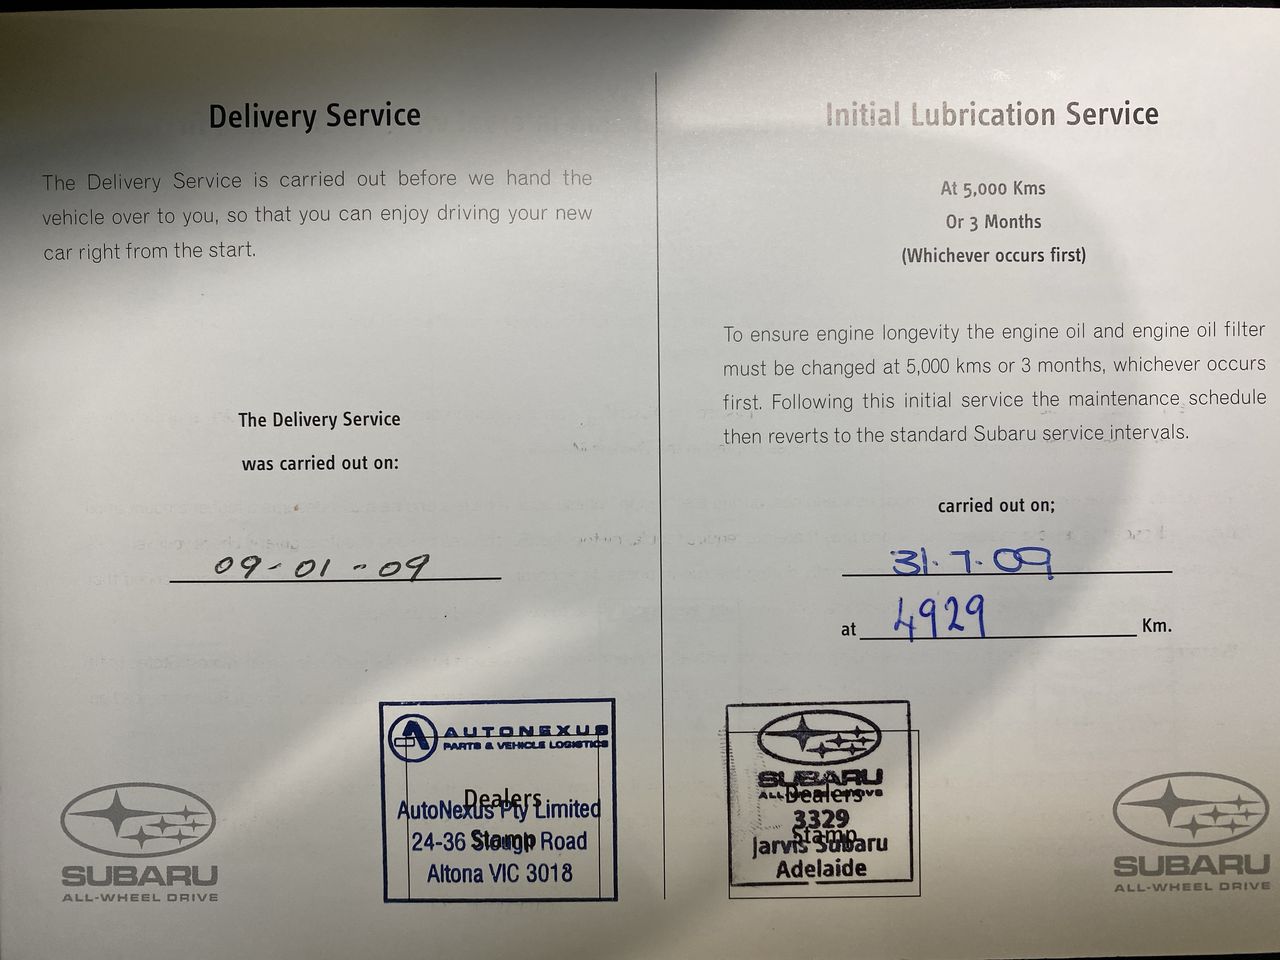 Delivery Service
The Delivery Service is carried out before we hand the
vehicle over to you, so that you can enjoy driving your new
car right from the start.
The Delivery Service
was carried out on:
09-01-09
AUTONEXUS
PARTS & VEHICLE LOGISTICS
Dealers
AutoNexus Pty Limited
Stamp
24-36 Slough Road
Altona VIC 3018
SUBARU
ALL-WHEEL DRIVE
Initial Lubrication Service
At 5,000 Kms
Or 3 Months
(Whichever occurs first)
To ensure engine longevity the engine oil and engine oil filter
must be changed at 5,000 kms or 3 months, whichever occurs
first. Following this initial service the maintenance schedule
then reverts to the standard Subaru service intervals.
carried out on;
31.7.09
at 4929 Km.
SUBARU
ALL-WHEEL DRIVE
Dealers
3329
Stamp
Jarvis Subaru
Adelaide
SUBARU
ALL-WHEEL DRIVE